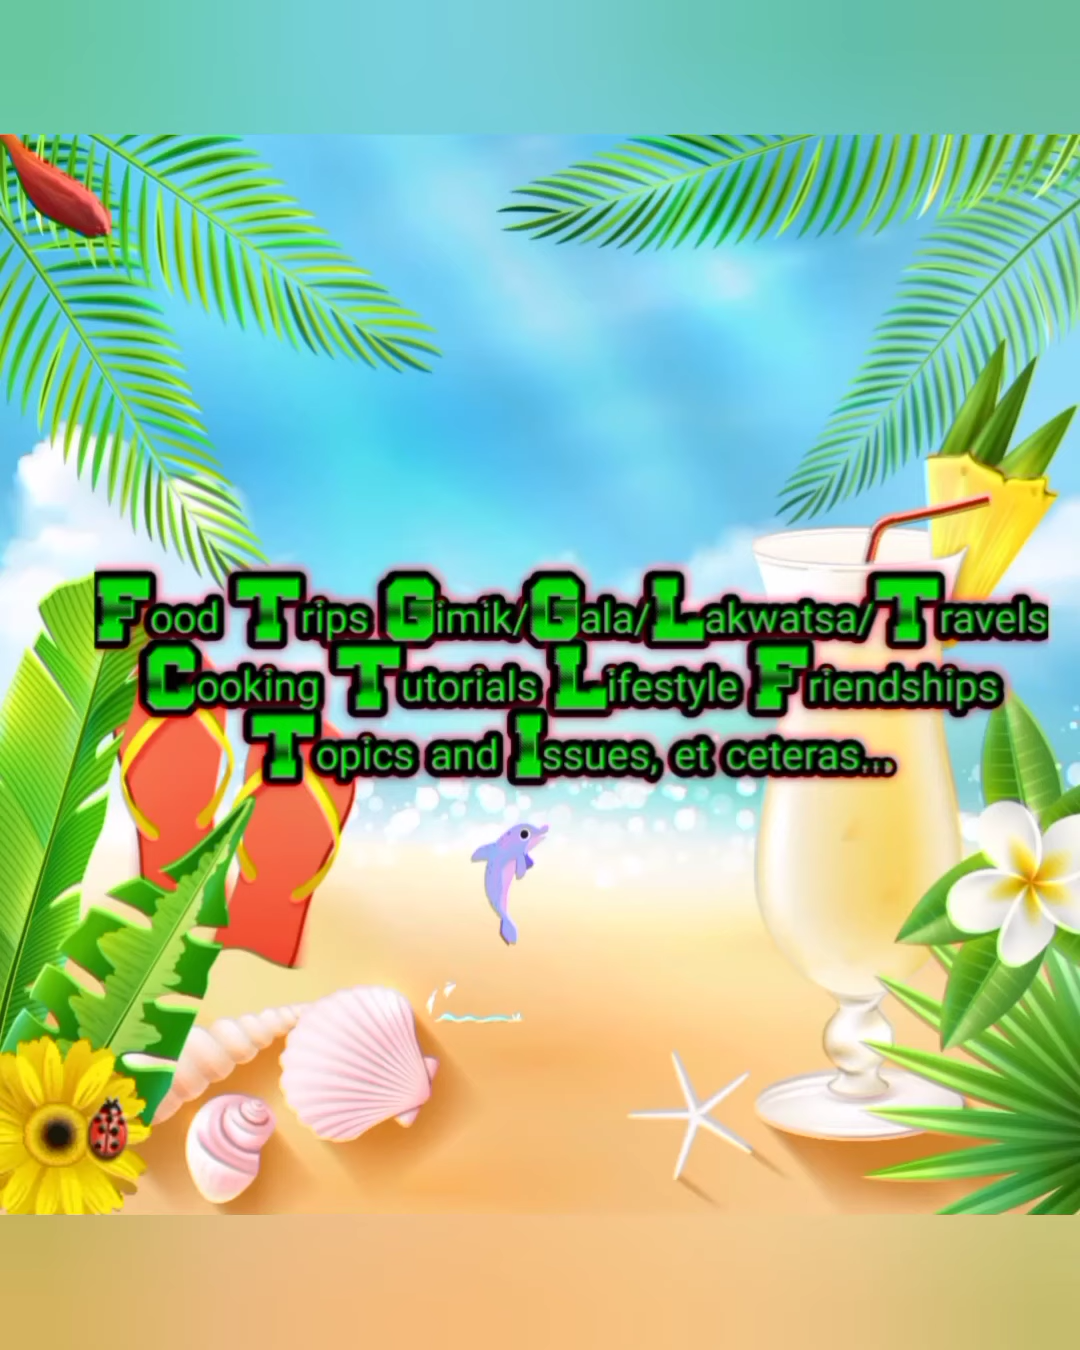 Food Trips Gimik/Gala/Lakwatsa/Travels
Cooking Tutorials Lifestyle Friendships
Topics and Issues, et ceteras...